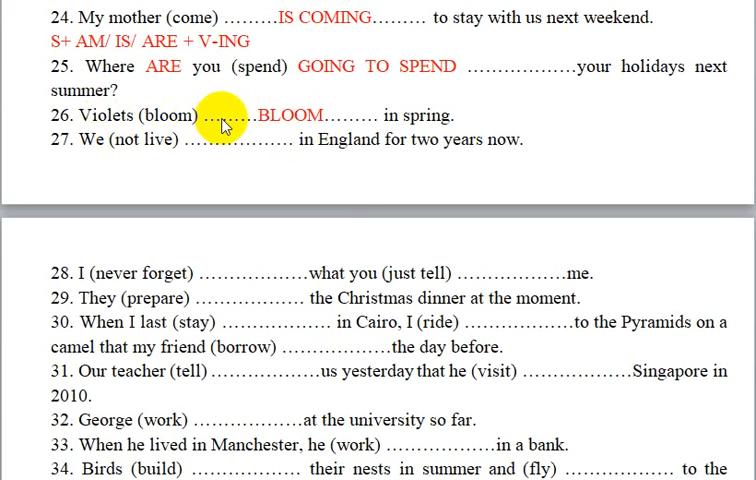 24. My mother (come) ………IS COMING……… to stay with us next weekend.
S+ AM/ IS/ ARE + V-ING
25. Where ARE you (spend) GOING TO SPEND ………………your holidays next
summer?
26. Violets (bloom) ………BLOOM……… in spring.
27. We (not live) ……………… in England for two years now.
28. I (never forget) ………………what you (just tell) ………………me.
29. They (prepare) ……………… the Christmas dinner at the moment.
30. When I last (stay) ……………… in Cairo, I (ride) ………………to the Pyramids on a
camel that my friend (borrow) ………………the day before.
31. Our teacher (tell)………………us yesterday that he (visit) ………………Singapore in
2010.
32. George (work) ………………at the university so far.
33. When he lived in Manchester, he (work) ………………in a bank.
34. Birds (build) ……………… their nests in summer and (fly) ……………… to the